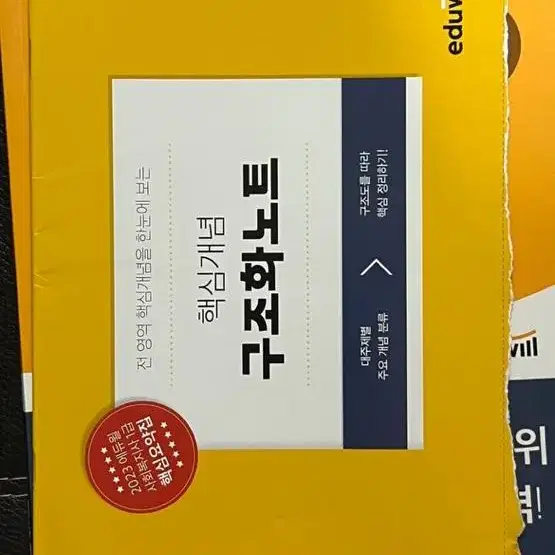 eduw
전 영역 핵심개념을 한눈에 보는
핵심개념
구조화노트
대주제별
주요 개념 분류
구조도를 따라
핵심 정리하기!
2023 에듀윌
사회복지사 1급
핵심요약집
will
위